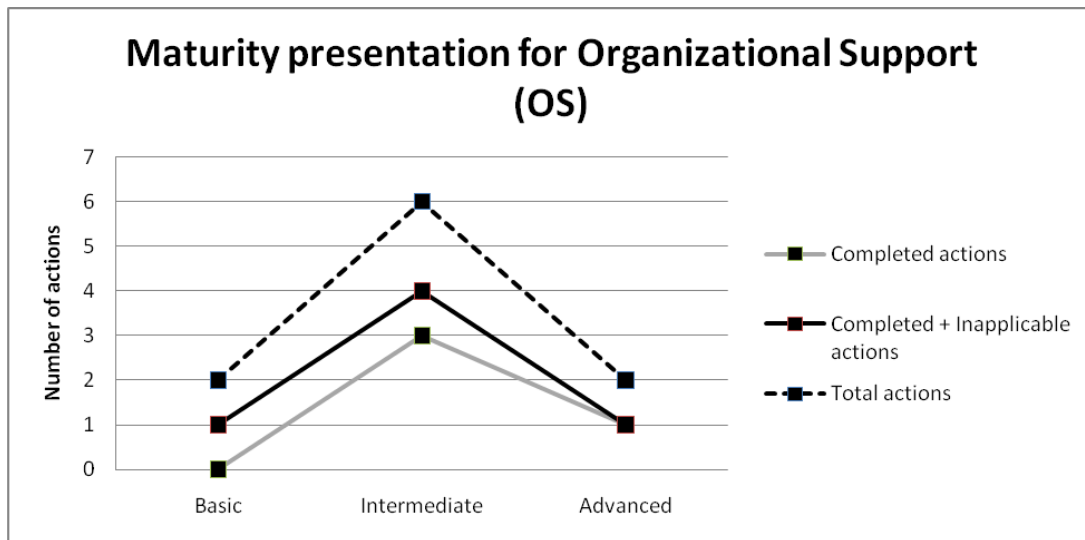 Maturity presentation for Organizational Support
(OS)
7
6
5
4
3
2
1
0
Number of actions
Basic
Intermediate
Advanced
Completed actions
Completed + Inapplicable
actions
Total actions